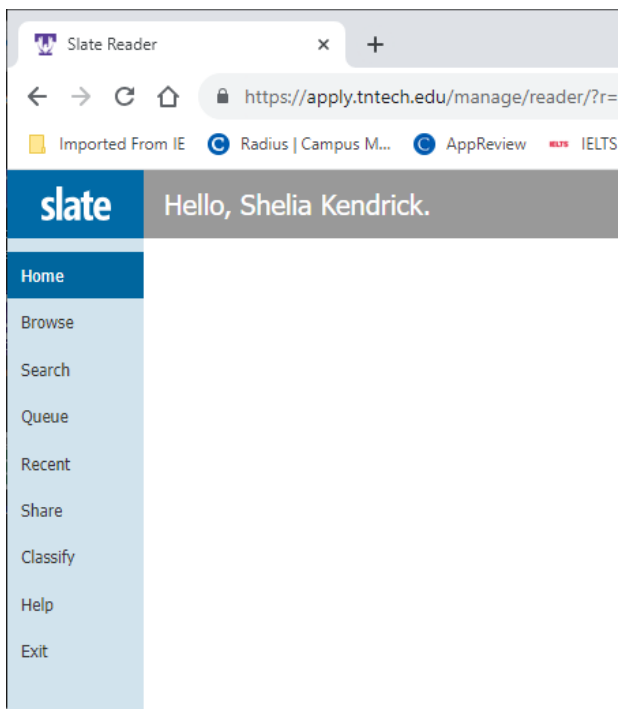 Slate Reader
https://apply.tntech.edu/manage/reader/?r=
Imported From IE Radius | Campus M... AppReview IELTS IELTS
slate Hello, Shelia Kendrick.
Home
Browse
Search
Queue
Recent
Share
Classify
Help
Exit